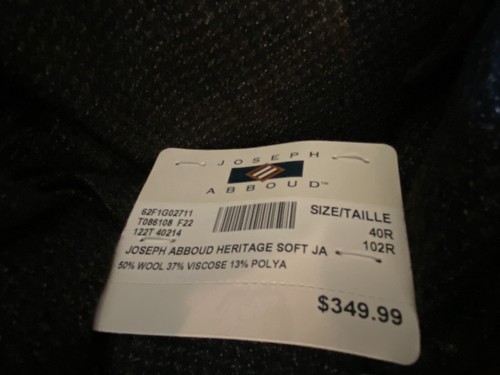 JOSEPH
ABBOUD™
62F1G02711
T086108 F22
122T 40214
SIZE/TAILLE
40R
102R
JOSEPH ABBOUD HERITAGE SOFT JA
50% WOOL 37% VISCOSE 13% POLYA
$349.99